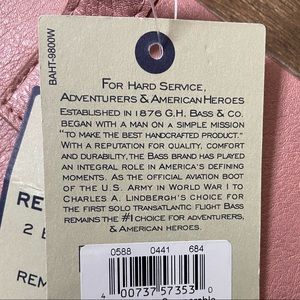 BAHT-9800W
FOR HARD SERVICE,
ADVENTURERS & AMERICAN HEROES
ESTABLISHED IN 1876 G.H. BASS & CO.
BEGAN WITH A MAN ON A SIMPLE MISSION
"TO MAKE THE BEST HANDCRAFTED PRODUCT."
WITH A REPUTATION FOR QUALITY, COMFORT
AND DURABILITY, THE BASS BRAND HAS PLAYED
AN INTEGRAL ROLE IN AMERICA'S DEFINING
MOMENTS. AS THE OFFICIAL AVIATION BOOT
OF THE U.S. ARMY IN WORLD WAR I TO
CHARLES A. LINDBERGH'S CHOICE FOR
THE FIRST SOLO TRANSATLANTIC FLIGHT BASS
REMAINS THE #1 CHOICE FOR ADVENTURERS,
& AMERICAN HEROES.
RE
2
REM
0588 0441 684
4 00737 57353 0